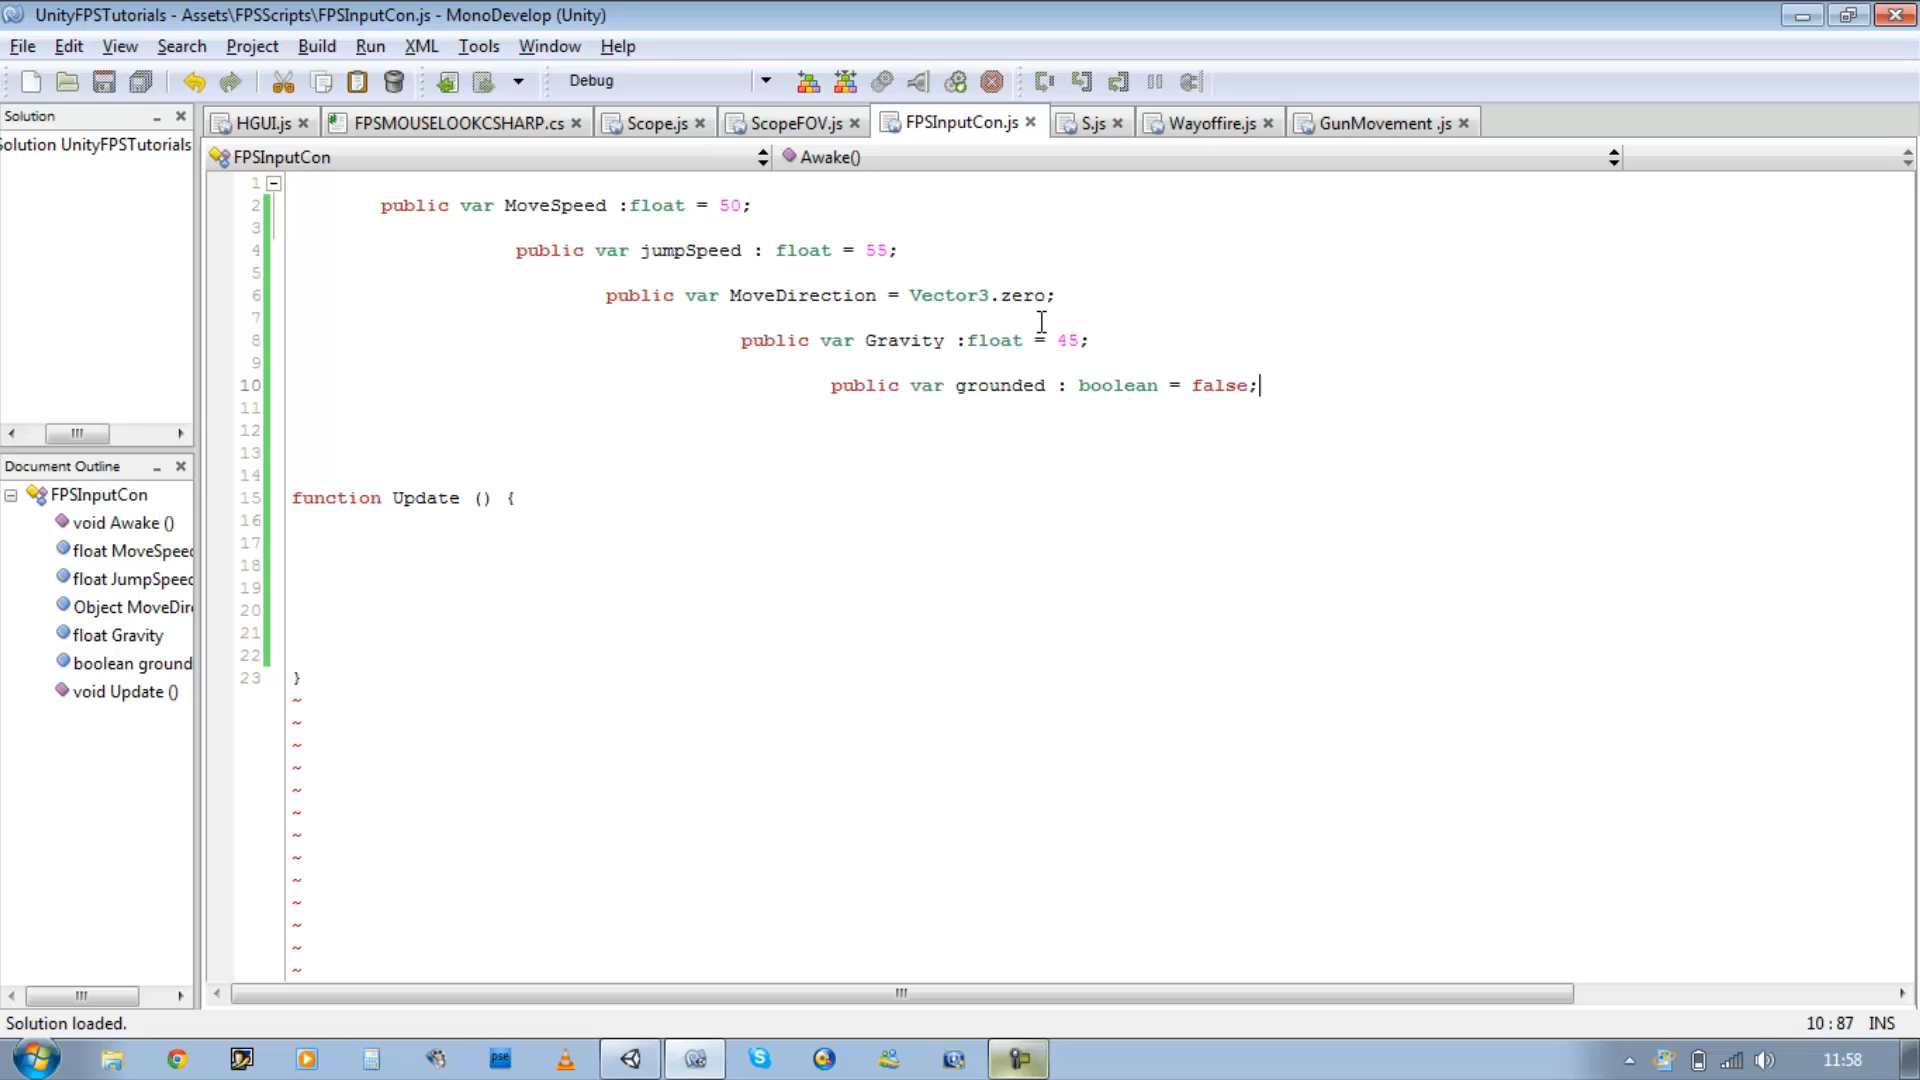 UnityFPSTutorials - Assets\FPSScripts\FPSInputCon.js - MonoDevelop (Unity)
File Edit View Search Project Build Run XML Tools Window Help
Debug
Solution
Solution UnityFPSTutorials
HGUI.js FPSMOUSELOOKCSHARP.cs Scope.js ScopeFOV.js FPSInputCon.js S.js Wayoffire.js GunMovement .js
FPSInputCon Awake()
1
2 public var MoveSpeed :float = 50;
3
4 public var jumpSpeed : float = 55;
5
6 public var MoveDirection = Vector3.zero;
7
8 public var Gravity :float = 45;
9
10 public var grounded : boolean = false;
11
12
13
14
15 function Update () {
16
17
18
19
20
21
22
23 }
~
~
~
~
~
~
~
~
~
~
~
~
~
Document Outline
FPSInputCon
void Awake ()
float MoveSpeed
float JumpSpeed
Object MoveDir
float Gravity
boolean ground
void Update ()
Solution loaded.
10 : 87 INS
pse
11:58